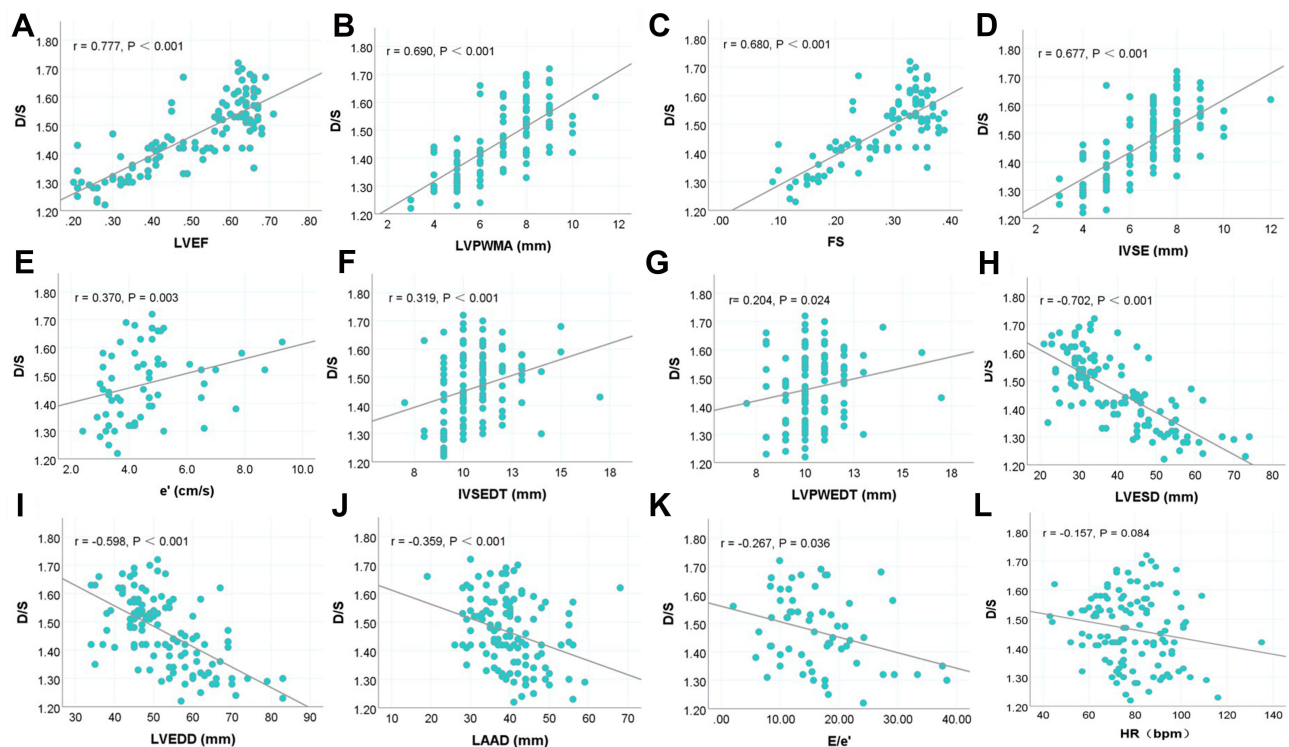 A
r = 0.777, P < 0.001
D/S
1.80
1.70
1.60
1.50
1.40
1.30
1.20
.20 .30 .40 .50 .60 .70 .80
LVEF
B
r = 0.690, P < 0.001
D/S
1.80
1.70
1.60
1.50
1.40
1.30
1.20
2 4 6 8 10 12
LVPWMA (mm)
C
r = 0.680, P < 0.001
D/S
1.80
1.70
1.60
1.50
1.40
1.30
1.20
.00 .10 .20 .30 .40
FS
D
r = 0.677, P < 0.001
D/S
1.80
1.70
1.60
1.50
1.40
1.30
1.20
2 4 6 8 10 12
IVSE (mm)
E
r = 0.370, P = 0.003
D/S
1.80
1.70
1.60
1.50
1.40
1.30
1.20
2.0 4.0 6.0 8.0 10.0
e' (cm/s)
F
r = 0.319, P < 0.001
D/S
1.80
1.70
1.60
1.50
1.40
1.30
1.20
8 10 13 15 18
IVSEDT (mm)
G
r= 0.204, P = 0.024
D/S
1.80
1.70
1.60
1.50
1.40
1.30
1.20
8 10 13 15 18
LVPWEDT (mm)
H
r = -0.702, P < 0.001
D/S
1.80
1.70
1.60
1.50
1.40
1.30
1.20
20 30 40 50 60 70 80
LVESD (mm)
I
r = -0.598, P < 0.001
D/S
1.80
1.70
1.60
1.50
1.40
1.30
1.20
30 40 50 60 70 80 90
LVEDD (mm)
J
r = -0.359, P < 0.001
D/S
1.80
1.70
1.60
1.50
1.40
1.30
1.20
10 20 30 40 50 60 70
LAAD (mm)
K
r = -0.267, P = 0.036
D/S
1.80
1.70
1.60
1.50
1.40
1.30
1.20
.00 10.00 20.00 30.00 40.00
E/e'
L
r = -0.157, P = 0.084
D/S
1.80
1.70
1.60
1.50
1.40
1.30
1.20
40 60 80 100 120 140
HR（bpm）